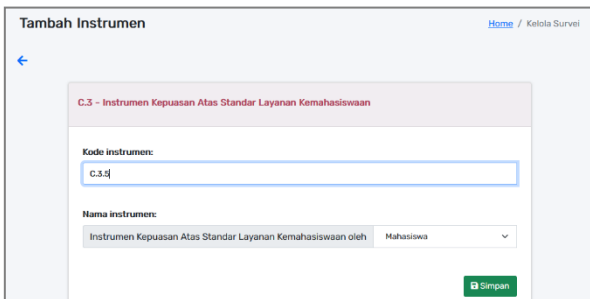 Tambah Instrumen
Home / Kelola Survei
C.3 - Instrumen Kepuasan Atas Standar Layanan Kemahasiswaan
Kode instrumen:
C.3.5
Nama instrumen:
Instrumen Kepuasan Atas Standar Layanan Kemahasiswaan oleh Mahasiswa
Simpan